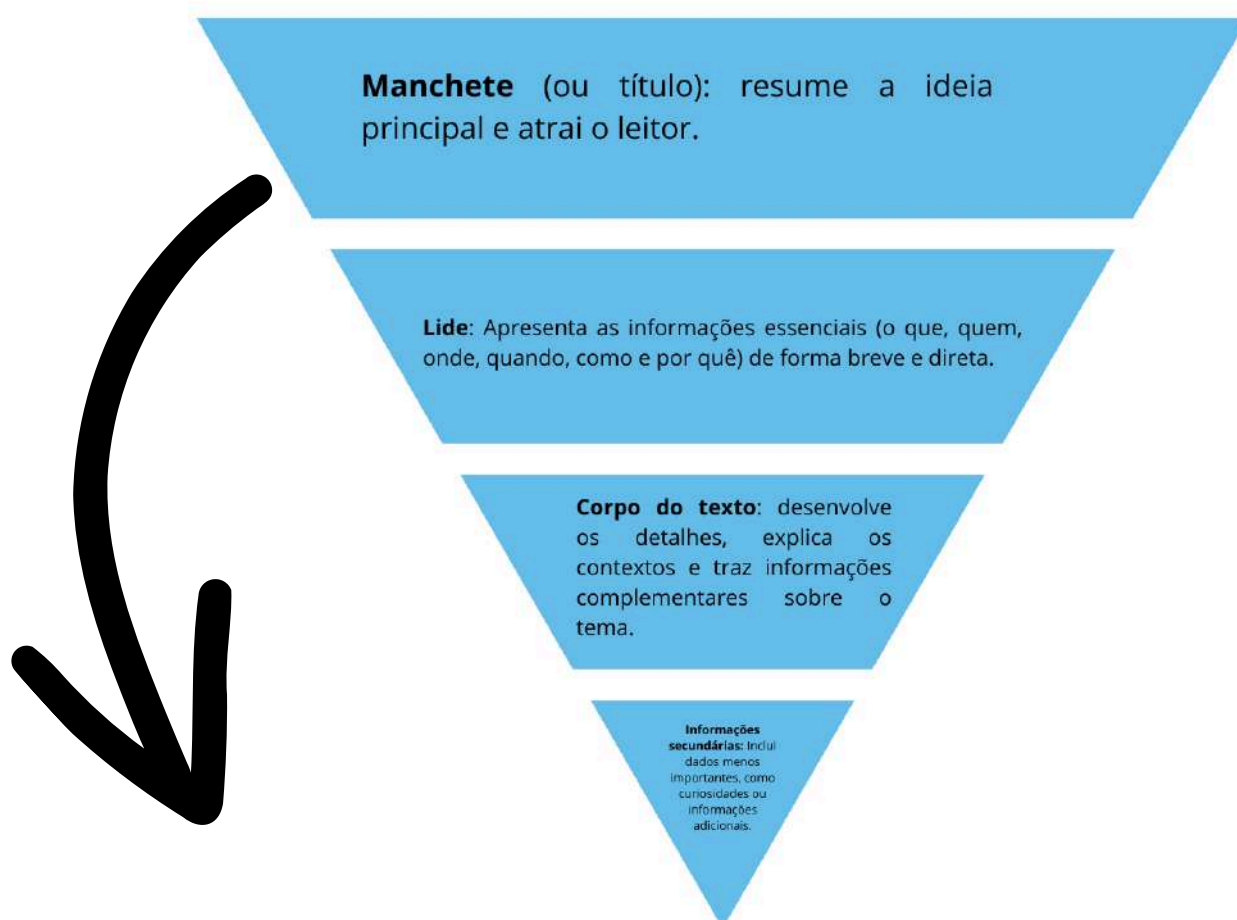 Manchete (ou título): resume a ideia
principal e atrai o leitor.
Lide: Apresenta as informações essenciais (o que, quem,
onde, quando, como e por quê) de forma breve e direta.
Corpo do texto: desenvolve
os detalhes, explica os
contextos e traz informações
complementares sobre o
tema.
Informações
secundárias: Inclui
dados menos
importantes, como
curiosidades ou
informações
adicionais.